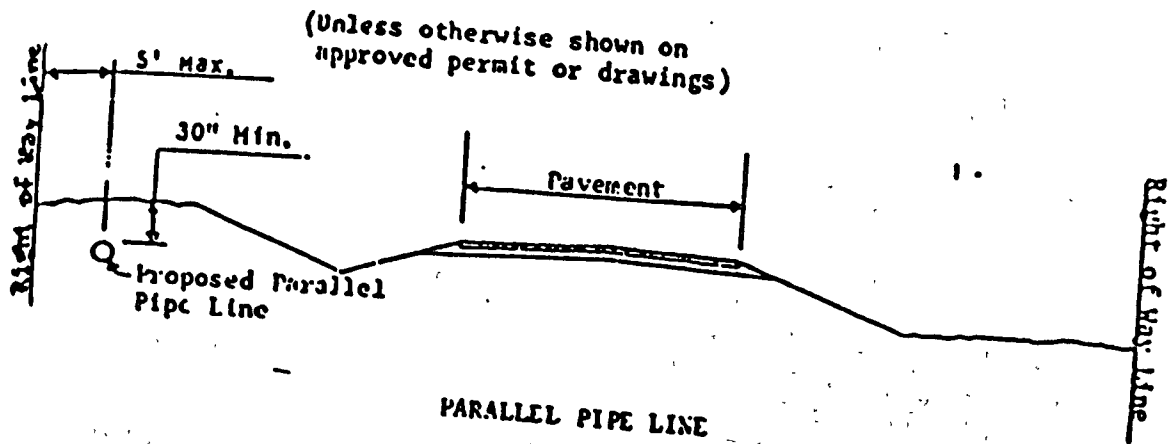 (Unless otherwise shown on
approved permit or drawings)
5' Max.
30" Min.
Pavement
Right of Way Line
Proposed Parallel
Pipe Line
Right of Way Line
PARALLEL PIPE LINE